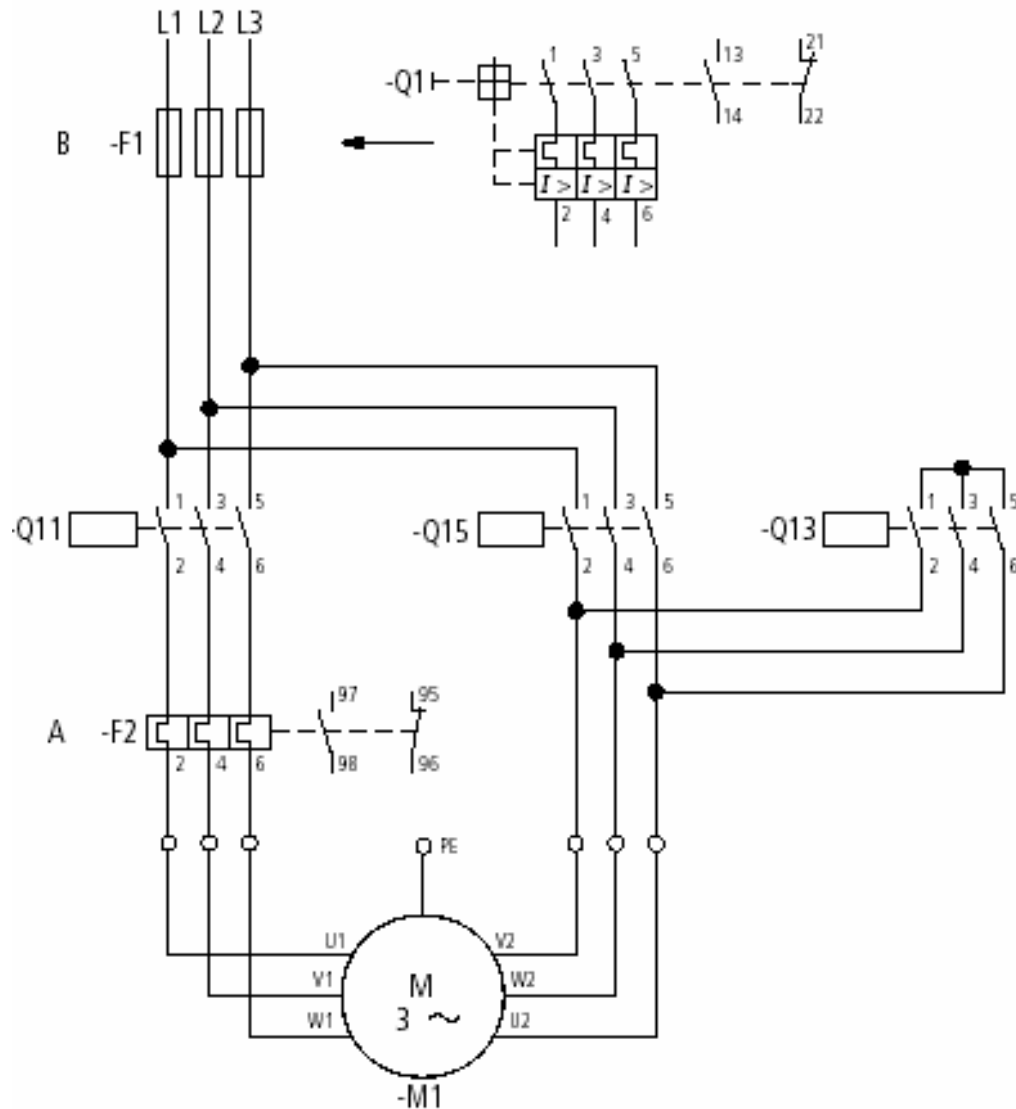 L1 L2 L3
-Q1 1 3 5 13 21
14 22
B -F1
I > I > I >
2 4 6
1 3 5 1 3 5 1 3 5
-Q11 -Q15 -Q13
2 4 6 2 4 6 2 4 6
97 95
A -F2
2 4 6 98 96
PE
U1 V2
V1 M W2
3 ~
W1 U2
-M1